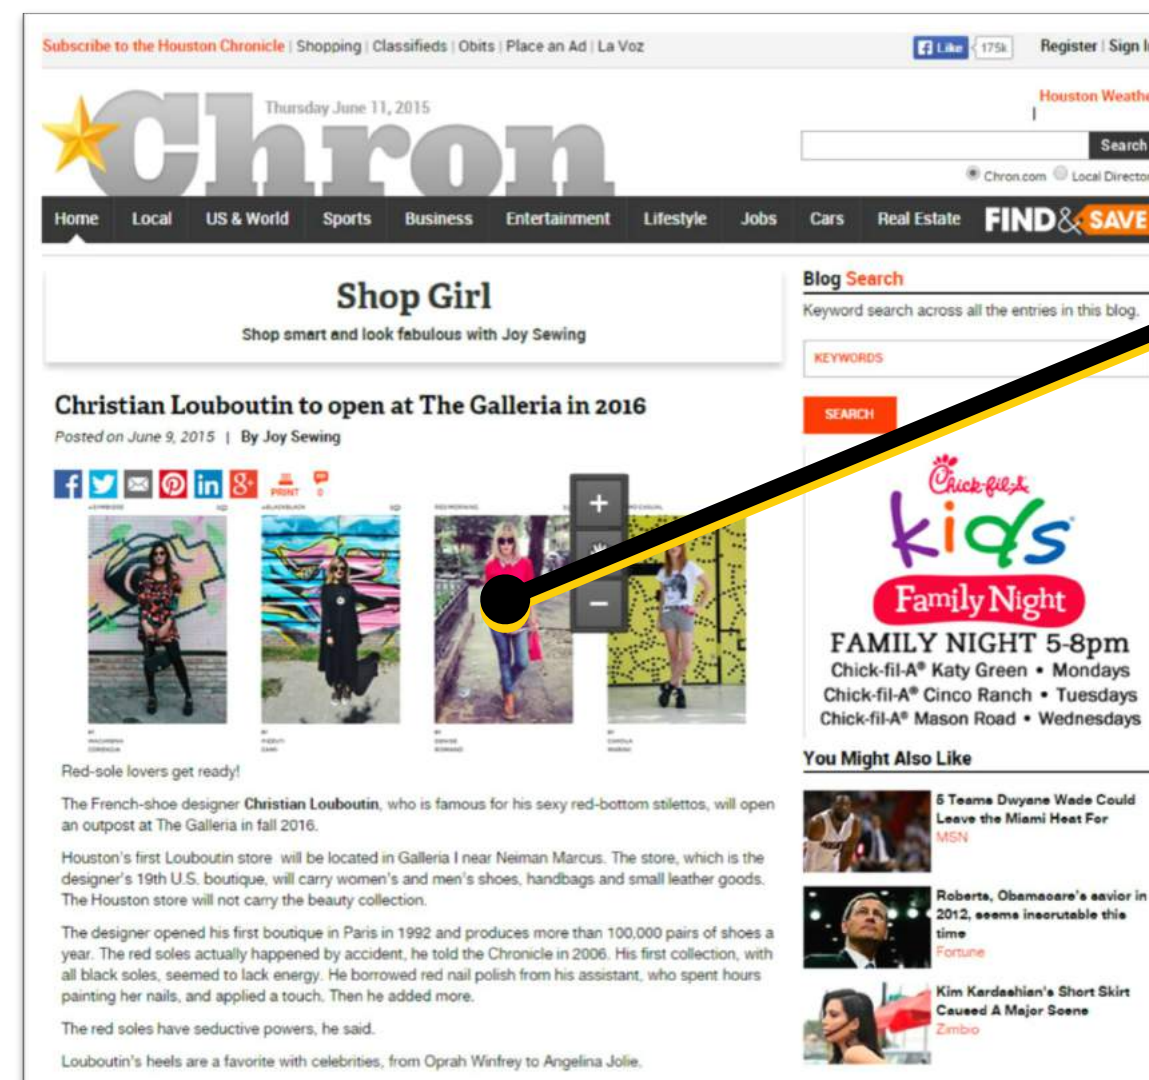 Subscribe to the Houston Chronicle | Shopping | Classifieds | Obits | Place an Ad | La Voz
Like 175k
Register | Sign I
Thursday June 11, 2015
Chron
Houston Weathe
|
Search
Chron.com Local Director
Home Local US & World Sports Business Entertainment Lifestyle Jobs Cars Real Estate FIND& SAVE
Shop Girl
Shop smart and look fabulous with Joy Sewing
Christian Louboutin to open at The Galleria in 2016
Posted on June 9, 2015 | By Joy Sewing
PRINT 0
RED MORNING
+
−
Red-sole lovers get ready!
The French-shoe designer Christian Louboutin, who is famous for his sexy red-bottom stilettos, will open
an outpost at The Galleria in fall 2016.
Houston's first Louboutin store will be located in Galleria I near Neiman Marcus. The store, which is the
designer's 19th U.S. boutique, will carry women's and men's shoes, handbags and small leather goods.
The Houston store will not carry the beauty collection.
The designer opened his first boutique in Paris in 1992 and produces more than 100,000 pairs of shoes a
year. The red soles actually happened by accident, he told the Chronicle in 2006. His first collection, with
all black soles, seemed to lack energy. He borrowed red nail polish from his assistant, who spent hours
painting her nails, and applied a touch. Then he added more.
The red soles have seductive powers, he said.
Louboutin's heels are a favorite with celebrities, from Oprah Winfrey to Angelina Jolie.
Blog Search
Keyword search across all the entries in this blog.
KEYWORDS
SEARCH
Chick-fil-A
kids
Family Night
FAMILY NIGHT 5-8pm
Chick-fil-A® Katy Green • Mondays
Chick-fil-A® Cinco Ranch • Tuesdays
Chick-fil-A® Mason Road • Wednesdays
You Might Also Like
5 Teams Dwyane Wade Could
Leave the Miami Heat For
MSN
Roberts, Obamacare's savior in
2012, seems inscrutable this
time
Fortune
Kim Kardashian's Short Skirt
Caused A Major Scene
Zimbio